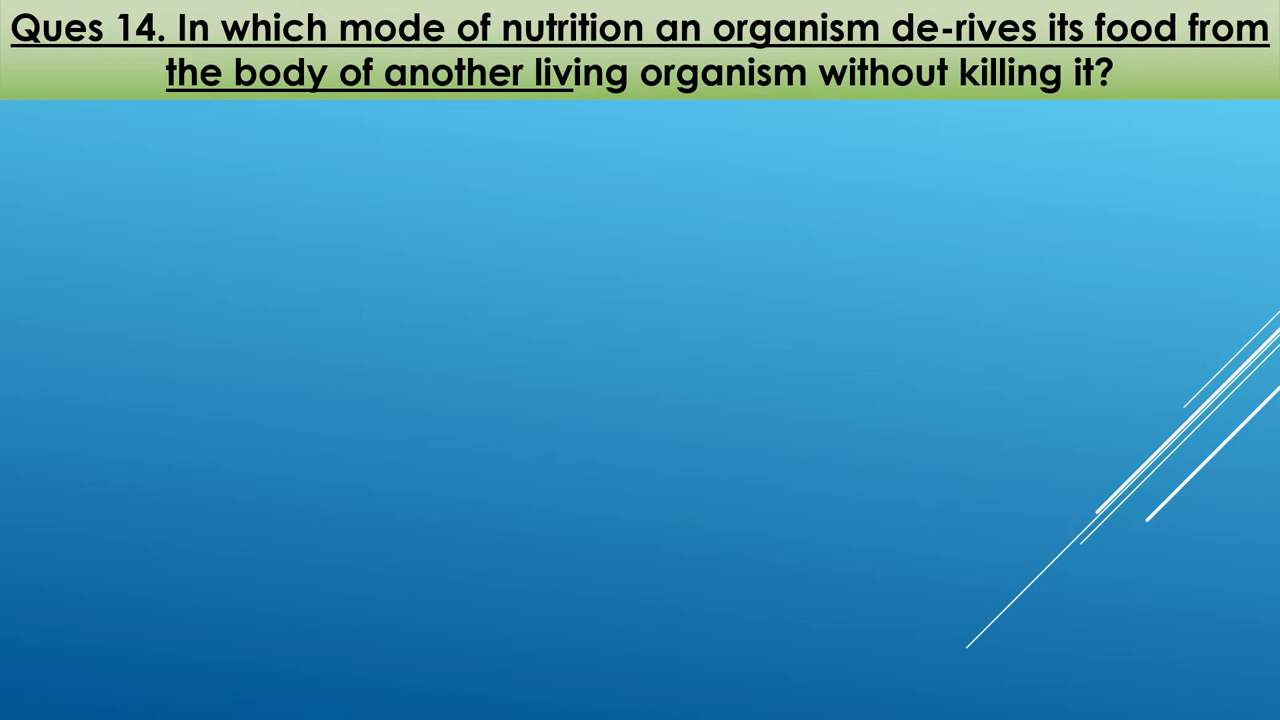 Ques 14. In which mode of nutrition an organism de-rives its food from
the body of another living organism without killing it?